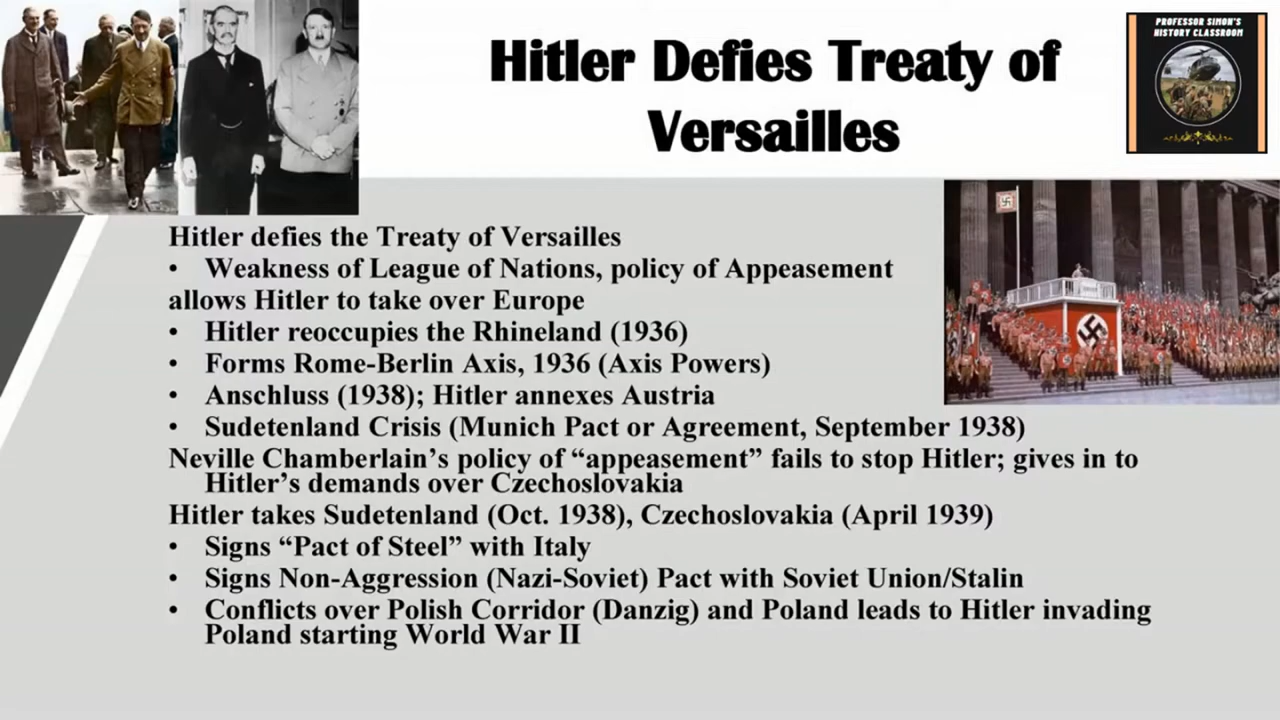 PROFESSOR SIMON'S
HISTORY CLASSROOM
Hitler Defies Treaty of
Versailles
Hitler defies the Treaty of Versailles
• Weakness of League of Nations, policy of Appeasement
allows Hitler to take over Europe
• Hitler reoccupies the Rhineland (1936)
• Forms Rome-Berlin Axis, 1936 (Axis Powers)
• Anschluss (1938); Hitler annexes Austria
• Sudetenland Crisis (Munich Pact or Agreement, September 1938)
Neville Chamberlain’s policy of “appeasement” fails to stop Hitler; gives in to
Hitler’s demands over Czechoslovakia
Hitler takes Sudetenland (Oct. 1938), Czechoslovakia (April 1939)
• Signs “Pact of Steel” with Italy
• Signs Non-Aggression (Nazi-Soviet) Pact with Soviet Union/Stalin
• Conflicts over Polish Corridor (Danzig) and Poland leads to Hitler invading
Poland starting World War II